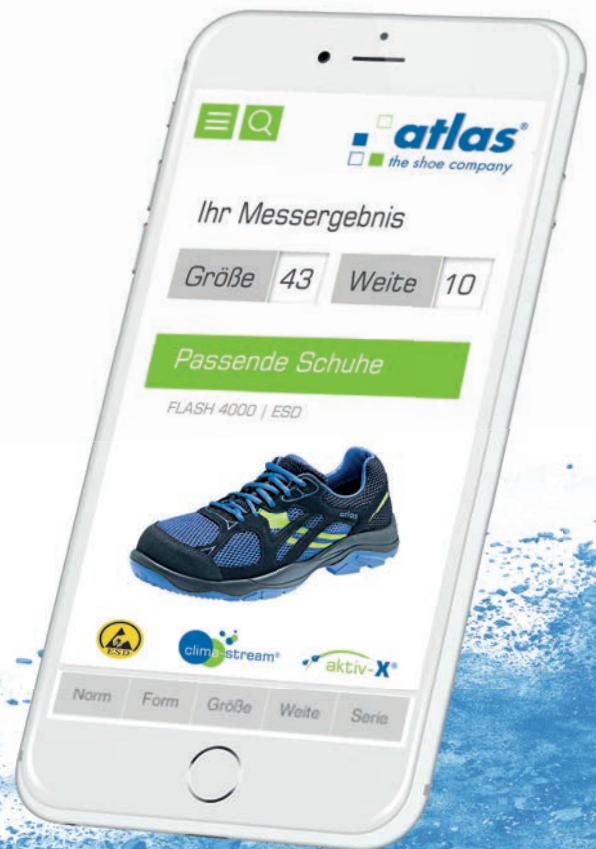 atlas®
the shoe company
Ihr Messergebnis
Größe 43 Weite 10
Passende Schuhe
FLASH 4000 | ESD
atlas
ESD
clima-stream®
aktiv-X®
Norm Form Größe Weite Serie